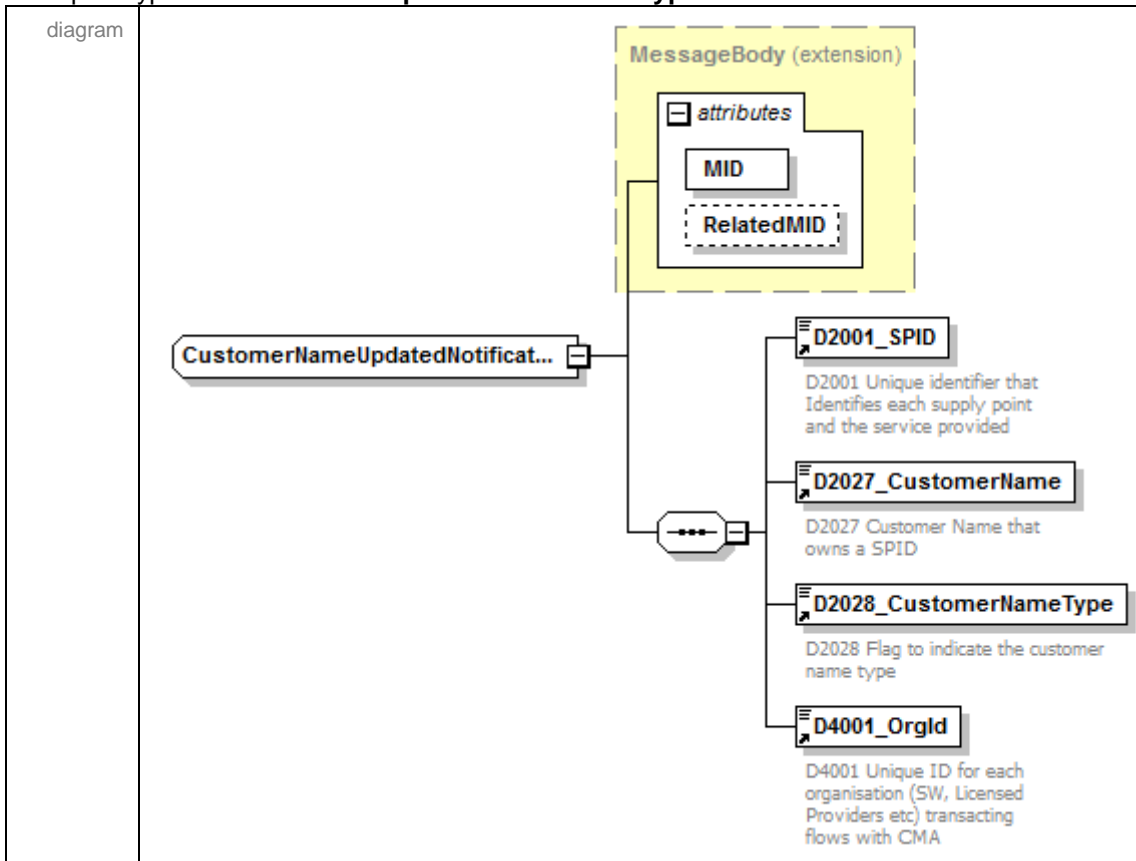 diagram
MessageBody (extension)
attributes
MID
RelatedMID
CustomerNameUpdatedNotificat...
D2001_SPID
D2001 Unique identifier that
Identifies each supply point
and the service provided
D2027_CustomerName
D2027 Customer Name that
owns a SPID
D2028_CustomerNameType
D2028 Flag to indicate the customer
name type
D4001_OrgId
D4001 Unique ID for each
organisation (SW, Licensed
Providers etc) transacting
flows with CMA